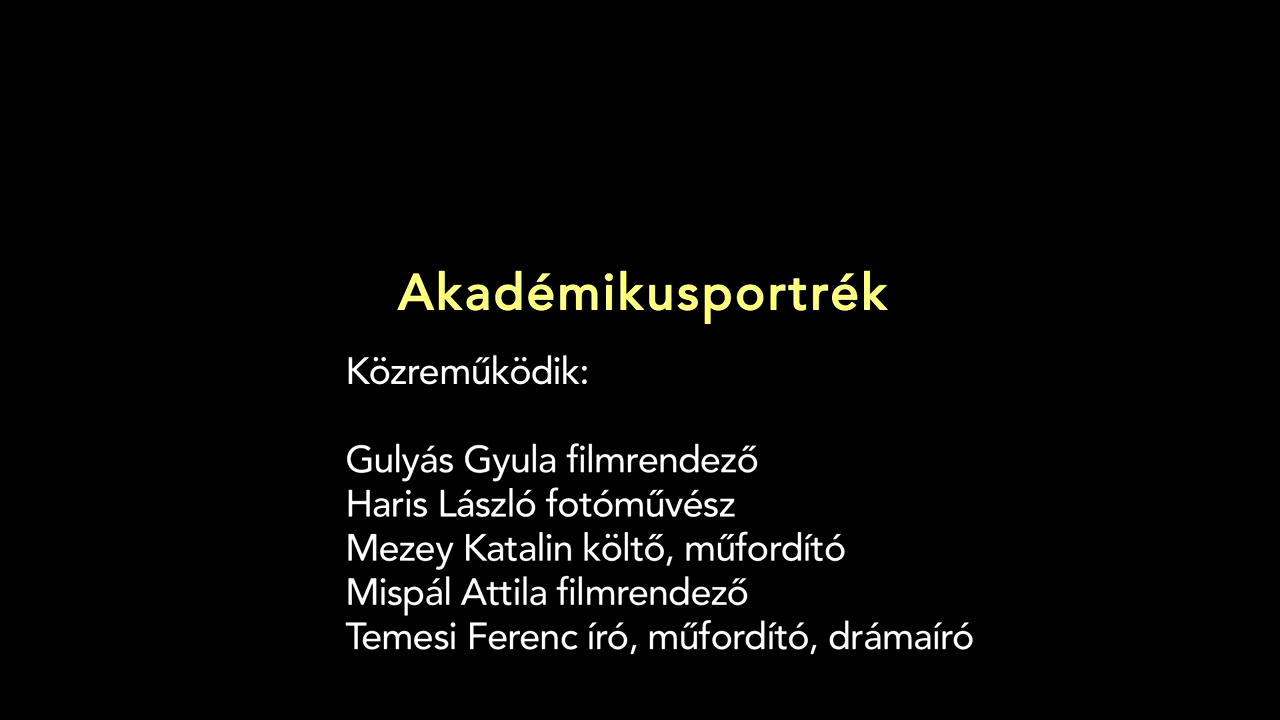 Akadémikusportrék
Közreműködik:
Gulyás Gyula filmrendező
Haris László fotóművész
Mezey Katalin költő, műfordító
Mispál Attila filmrendező
Temesi Ferenc író, műfordító, drámaíró